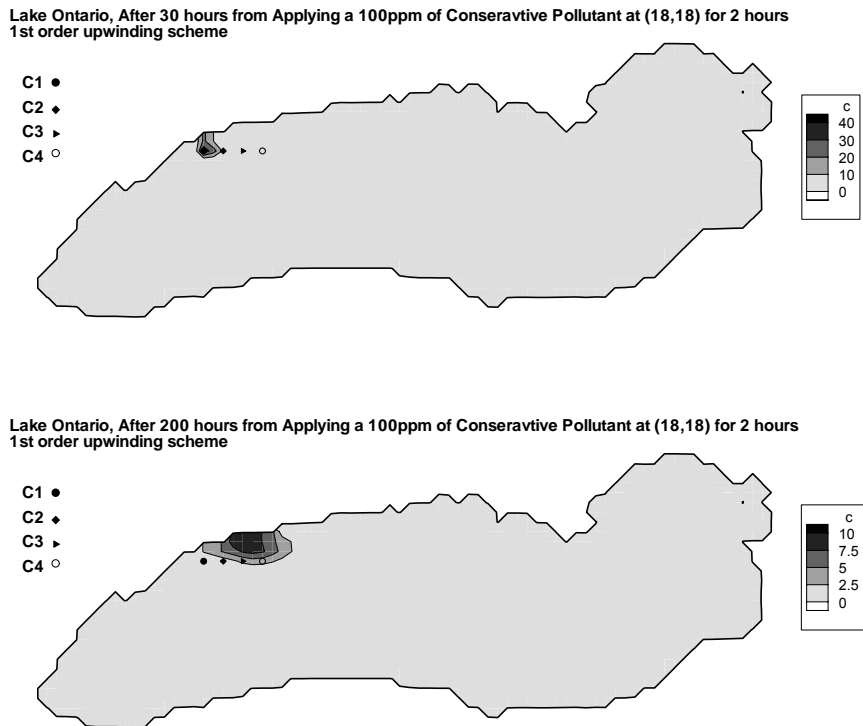 Lake Ontario, After 30 hours from Applying a 100ppm of Conseravtive Pollutant at (18,18) for 2 hours
1st order upwinding scheme
C1
C2
C3
C4
c
40
30
20
10
0
Lake Ontario, After 200 hours from Applying a 100ppm of Conseravtive Pollutant at (18,18) for 2 hours
1st order upwinding scheme
C1
C2
C3
C4
c
10
7.5
5
2.5
0